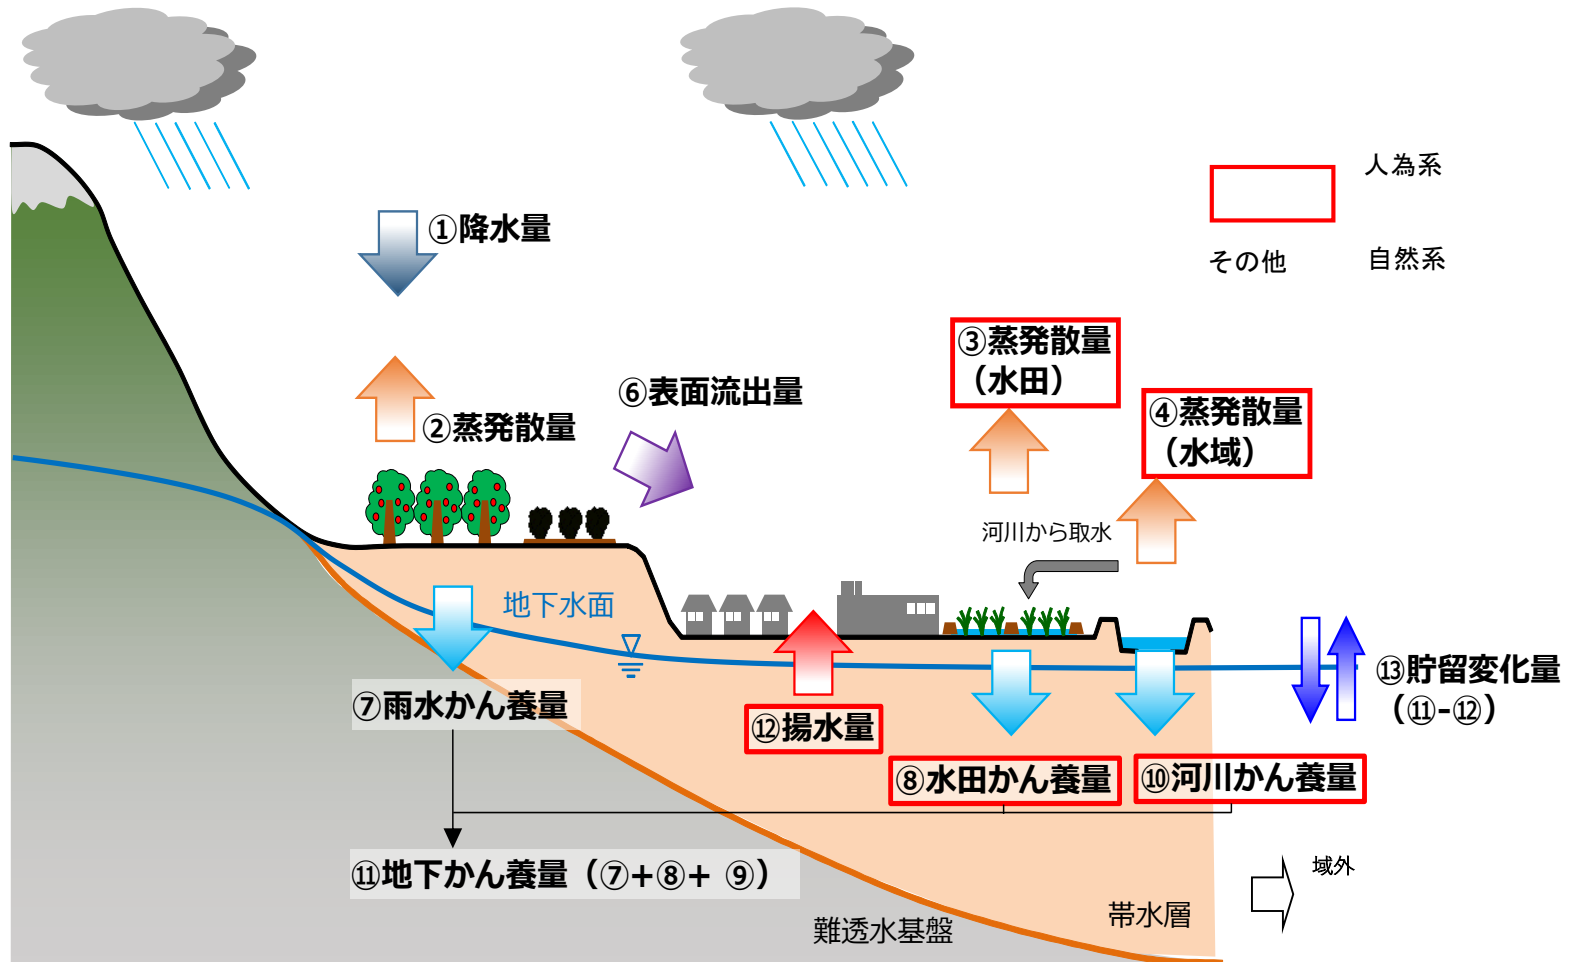 人為系
①降水量
その他
自然系
③蒸発散量
（水田）
⑥表面流出量
④蒸発散量
（水域）
②蒸発散量
河川から取水
地下水面
⑬貯留変化量
（⑪-⑫）
⑦雨水かん養量
⑫揚水量
⑧水田かん養量
⑩河川かん養量
⑪地下かん養量（⑦+⑧+ ⑨）
域外
帯水層
難透水基盤